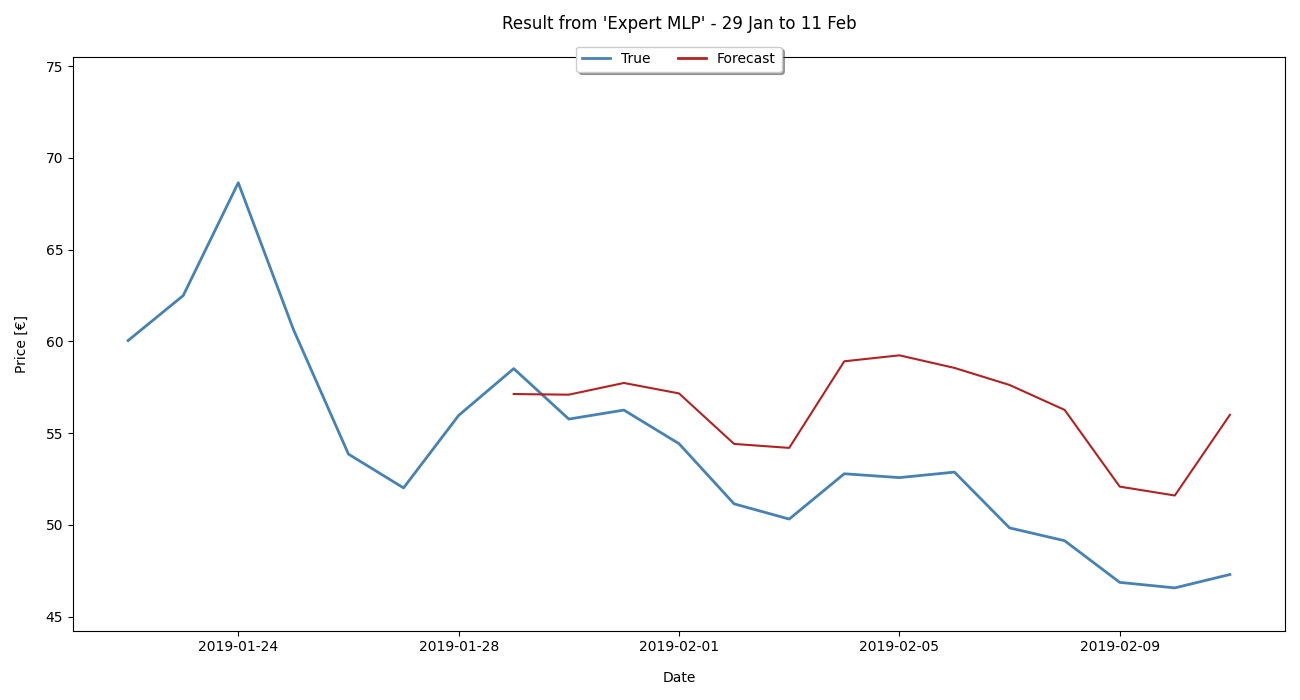 Result from 'Expert MLP' - 29 Jan to 11 Feb
True Forecast
75
70
65
60
55
50
45
Price [€]
2019-01-24 2019-01-28 2019-02-01 2019-02-05 2019-02-09
Date